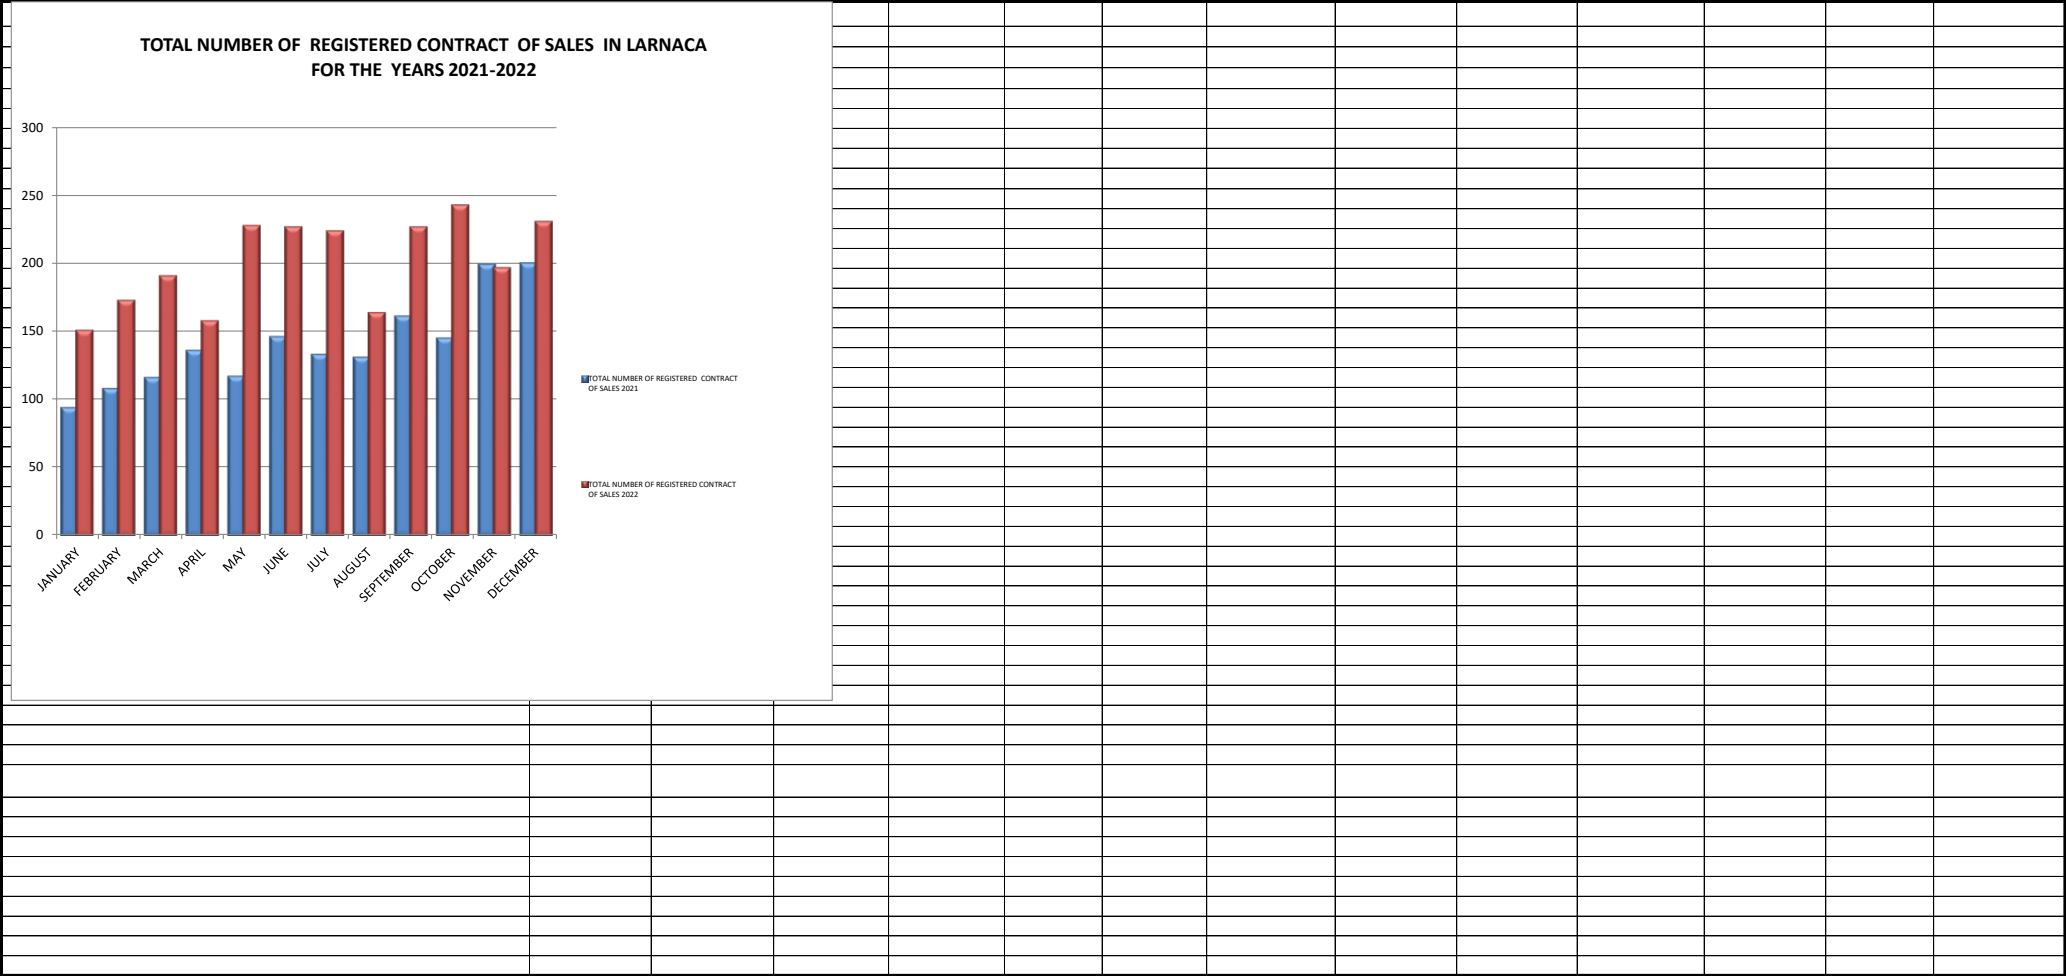 TOTAL NUMBER OF  REGISTERED CONTRACT  OF SALES  IN LARNACA
FOR THE  YEARS 2021-2022
300
250
200
150
100
50
0
JANUARY
FEBRUARY
MARCH
APRIL
MAY
JUNE
JULY
AUGUST
SEPTEMBER
OCTOBER
NOVEMBER
DECEMBER
TOTAL NUMBER OF REGISTERED  CONTRACT
OF SALES 2021
TOTAL NUMBER OF REGISTERED CONTRACT
OF SALES 2022